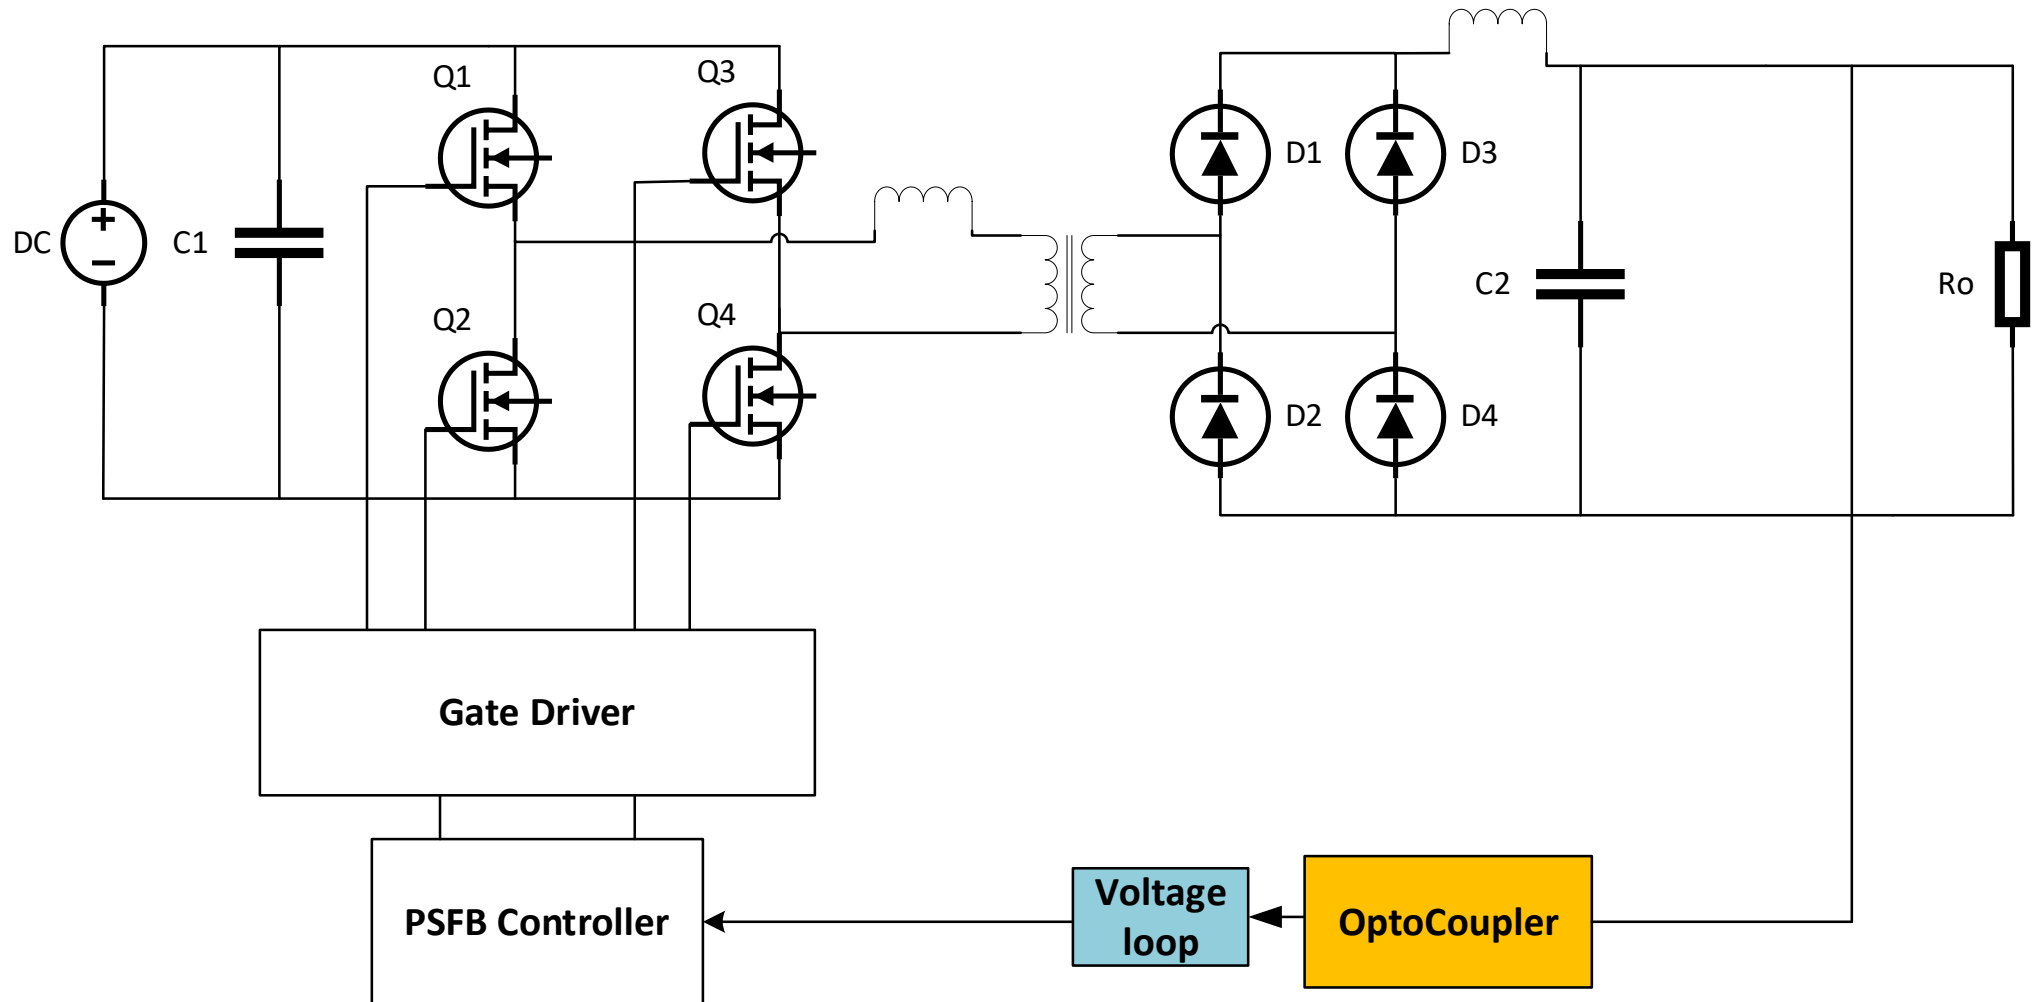 Q1
Q3
D1
D3
DC
C1
C2
Ro
Q2
Q4
D2
D4
Gate Driver
PSFB Controller
Voltage
loop
OptoCoupler